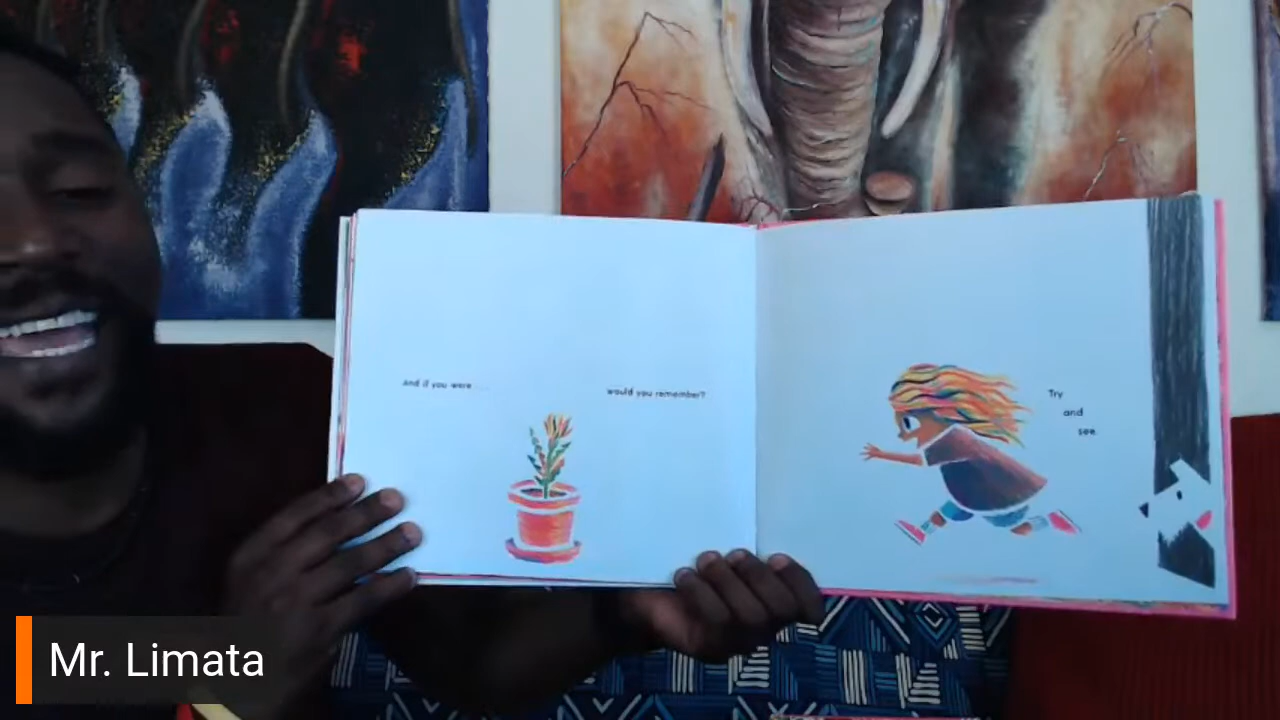 And if you were ...
would you remember?
Try
and
see.
Mr. Limata